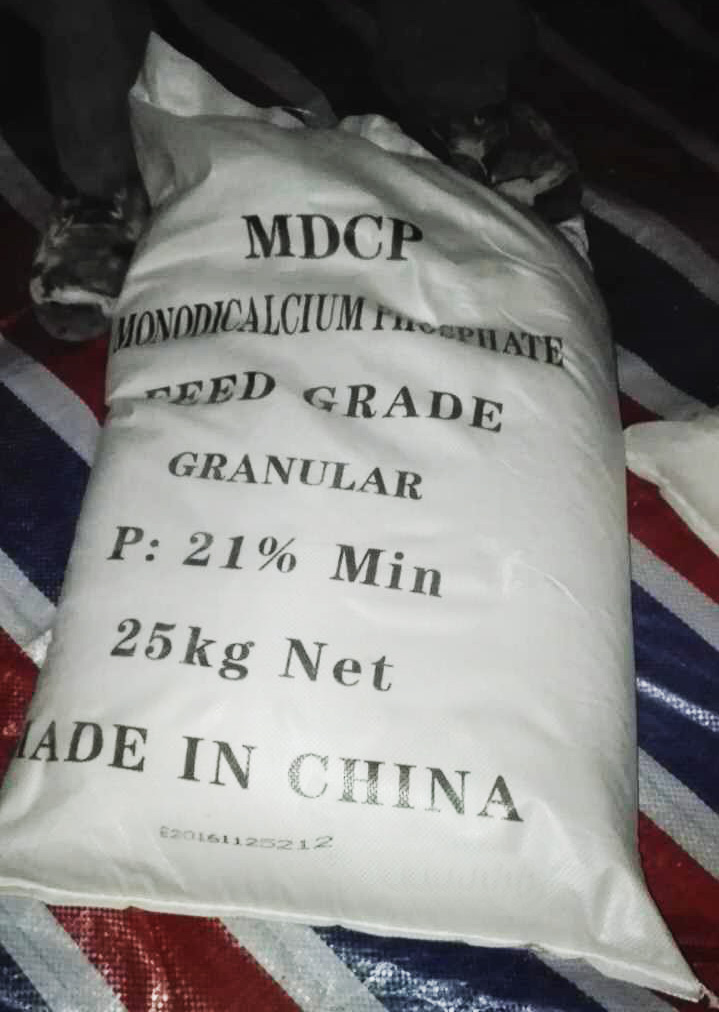 MDCP
MONODICALCIUM PHOSPHATE
FEED GRADE
GRANULAR
P: 21% Min
25kg Net
MADE IN CHINA
E20161125212